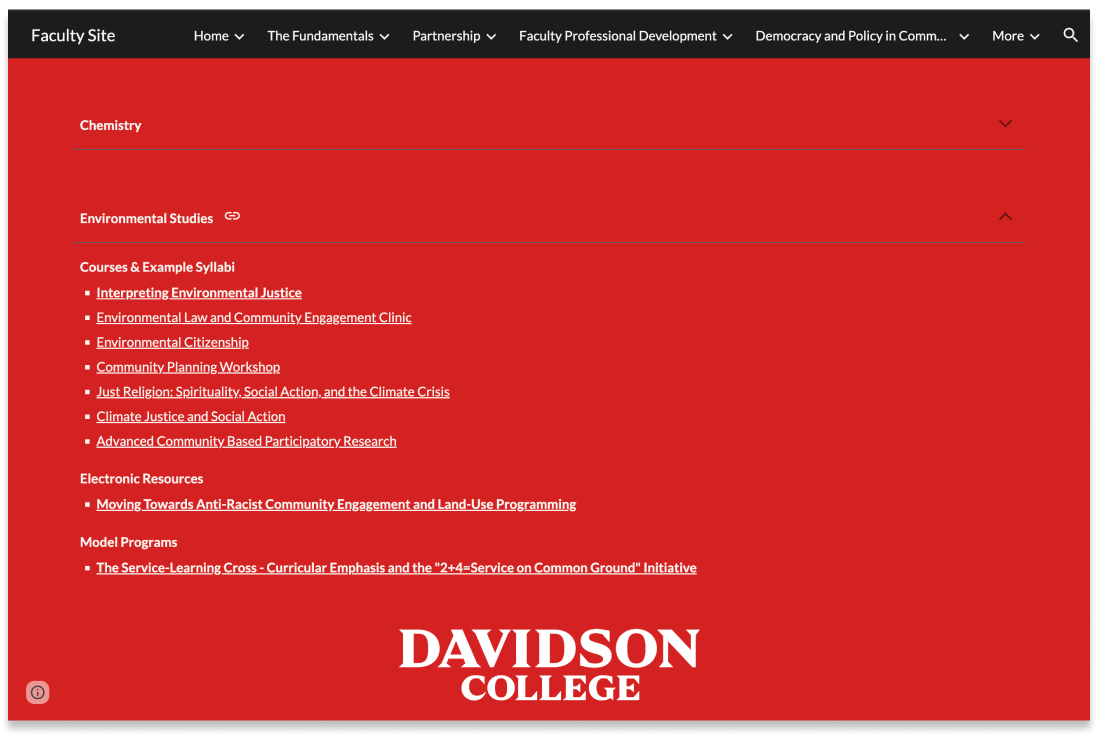 Faculty Site Home The Fundamentals Partnership Faculty Professional Development Democracy and Policy in Comm... More
Chemistry
Environmental Studies
Courses & Example Syllabi
Interpreting Environmental Justice
Environmental Law and Community Engagement Clinic
Environmental Citizenship
Community Planning Workshop
Just Religion: Spirituality, Social Action, and the Climate Crisis
Climate Justice and Social Action
Advanced Community Based Participatory Research
Electronic Resources
Moving Towards Anti-Racist Community Engagement and Land-Use Programming
Model Programs
The Service-Learning Cross - Curricular Emphasis and the "2+4=Service on Common Ground" Initiative
DAVIDSON
COLLEGE